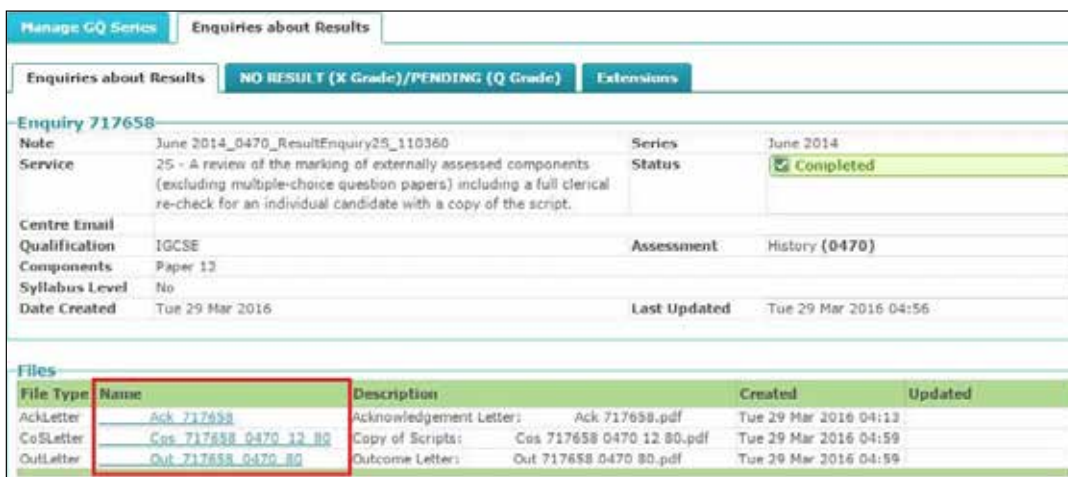 Manage GQ Series Enquiries about Results
Enquiries about Results NO RESULT (X Grade)/PENDING (Q Grade) Extensions
Enquiry 717658
Note June 2014_0470_ResultEnquiry2S_110360 Series June 2014
Service 2S - A review of the marking of externally assessed components Status Completed
(excluding multiple-choice question papers) including a full clerical
re-check for an individual candidate with a copy of the script.
Centre Email
Qualification IGCSE Assessment History (0470)
Components Paper 12
Syllabus Level No
Date Created Tue 29 Mar 2016 Last Updated Tue 29 Mar 2016 04:56
Files
File Type Name Description Created Updated
AckLetter Ack 717658 Acknowledgement Letter: Ack 717658.pdf Tue 29 Mar 2016 04:13
CoSLetter Cos 717658 0470 12 80 Copy of Scripts: Cos 717658 0470 12 80.pdf Tue 29 Mar 2016 04:59
OutLetter Out 717658 0470 80 Outcome Letter: Out 717658 0470 80.pdf Tue 29 Mar 2016 04:59